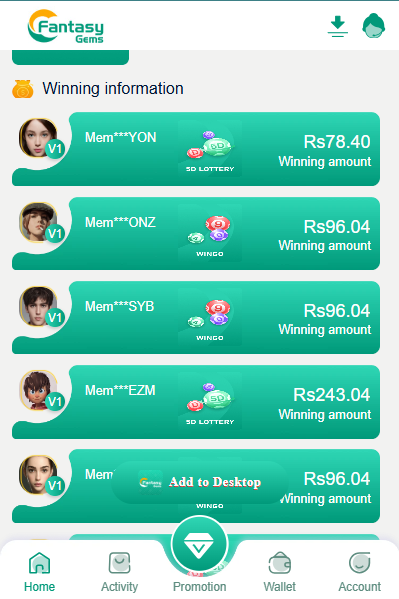 Fantasy
Gems
Winning information
V1
Mem***YON
5D LOTTERY
Rs78.40
Winning amount
V1
Mem***ONZ
WINGO
Rs96.04
Winning amount
V1
Mem***SYB
WINGO
Rs96.04
Winning amount
V1
Mem***EZM
5D
5D LOTTERY
Rs243.04
Winning amount
V1
Rs96.04
Winning amount
Fantasy
Gems
Add to Desktop
WINGO
Home
Activity
Promotion
Wallet
Account